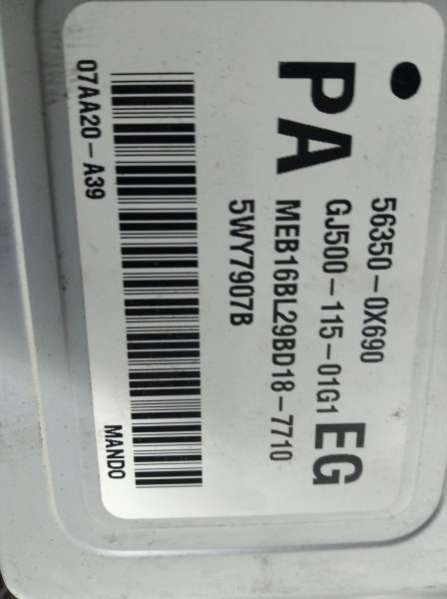 56350-0X690
GJ500-115-01G1
PA EG
MEB16BL29BD18-7710
5WY7907B
07AA20-A39 MANDO